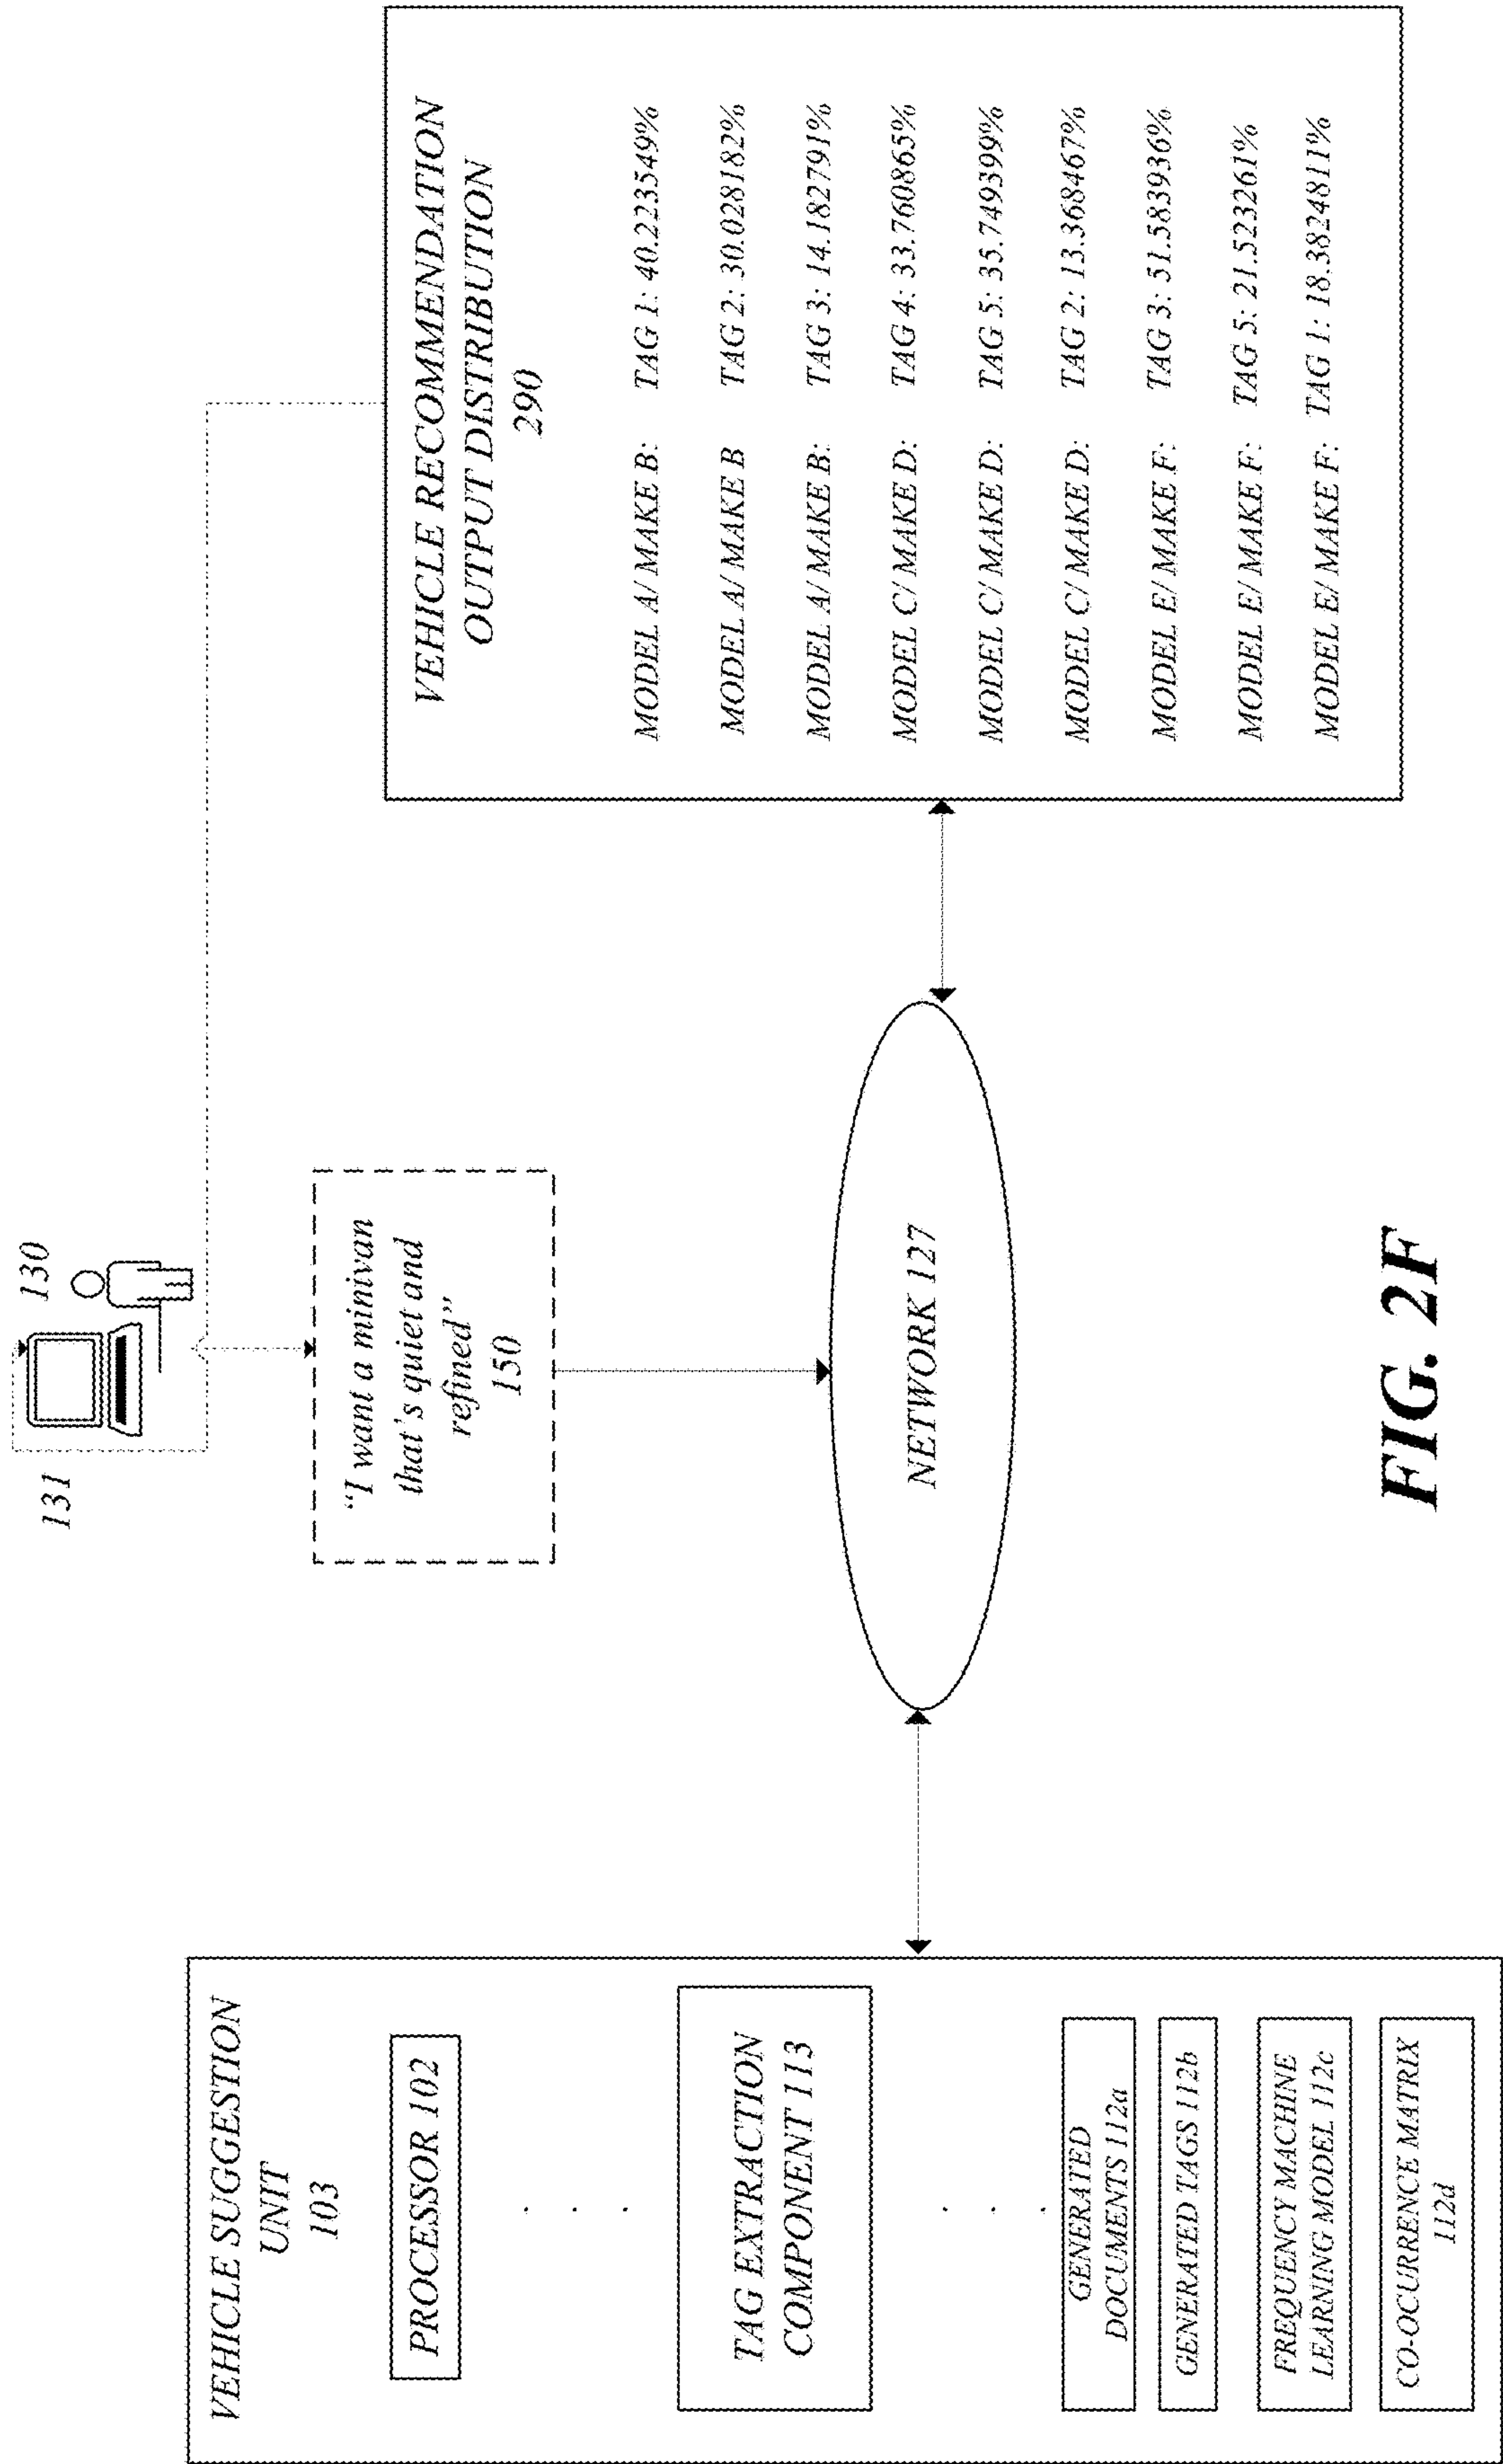 131
130
"I want a minivan
that's quiet and
refined"
150
VEHICLE SUGGESTION
UNIT
103
PROCESSOR 102
. . .
TAG EXTRACTION
COMPONENT 113
. . .
GENERATED
DOCUMENTS 112a
GENERATED TAGS 112b
FREQUENCY MACHINE
LEARNING MODEL 112c
CO-OCURRENCE MATRIX
112d
NETWORK 127
VEHICLE RECOMMENDATION
OUTPUT DISTRIBUTION
290
MODEL A/ MAKE B: TAG 1: 40.223549%
MODEL A/ MAKE B TAG 2: 30.028182%
MODEL A/ MAKE B: TAG 3: 14.182791%
MODEL C/ MAKE D: TAG 4: 33.760865%
MODEL C/ MAKE D: TAG 5: 35.749399%
MODEL C/ MAKE D: TAG 2: 13.368467%
MODEL E/ MAKE F: TAG 3: 51.583936%
MODEL E/ MAKE F: TAG 5: 21.523261%
MODEL E/ MAKE F: TAG 1: 18.3824811%
FIG. 2F